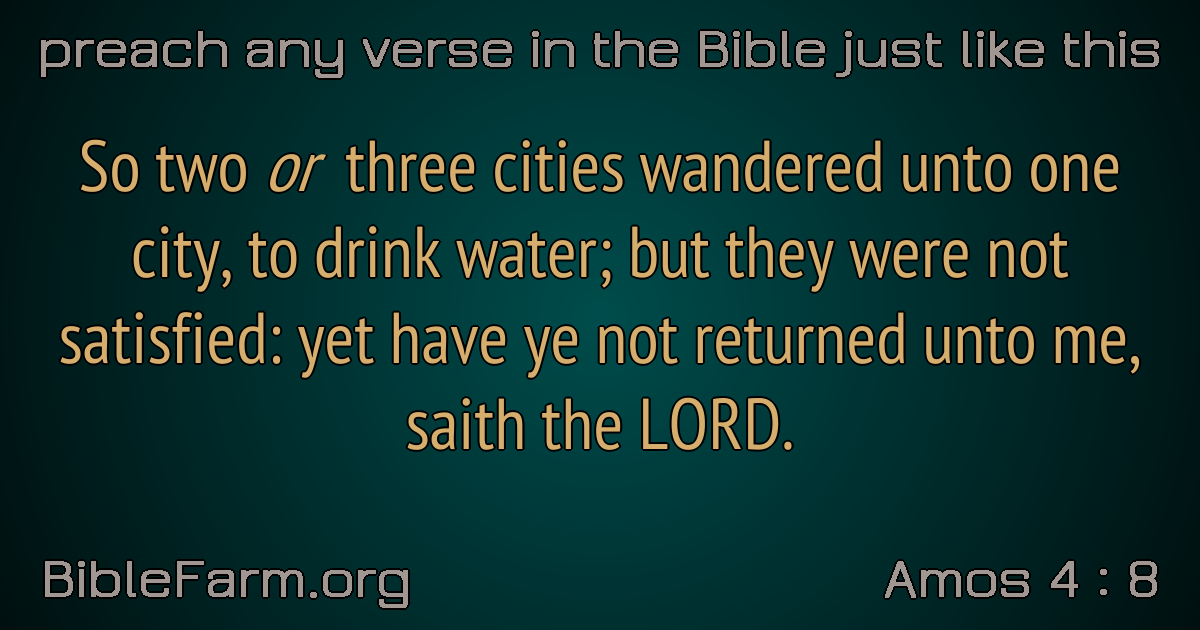 preach any verse in the Bible just like this
So two or three cities wandered unto one
city, to drink water; but they were not
satisfied: yet have ye not returned unto me,
saith the LORD.
BibleFarm.org
Amos 4 : 8